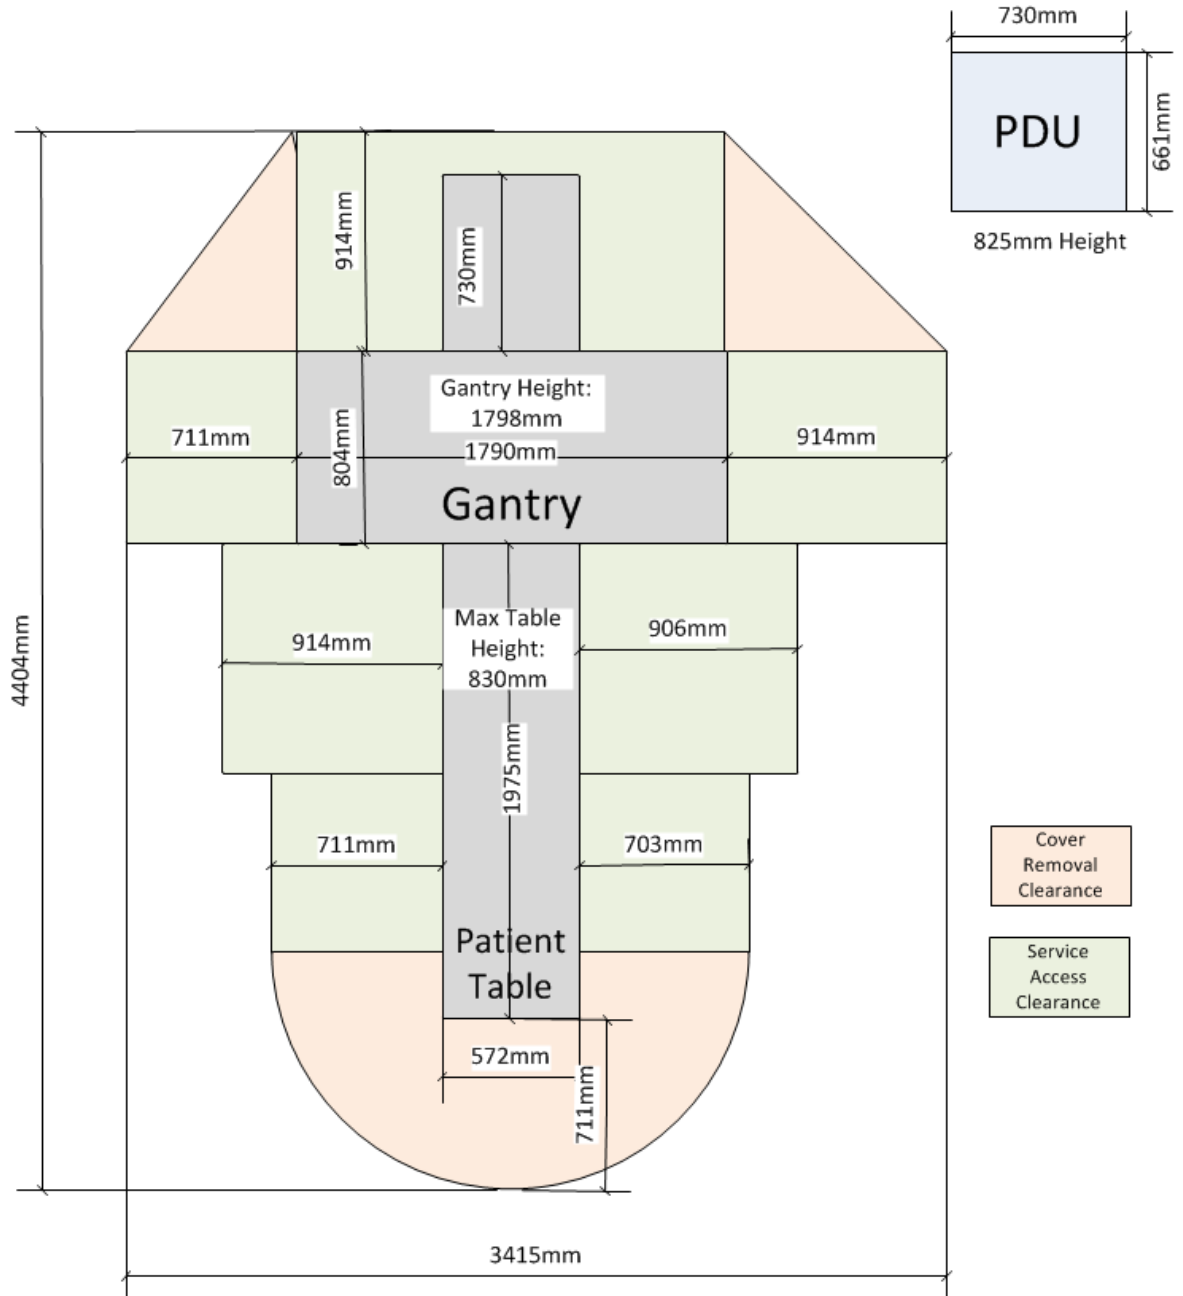 730mm
PDU
661mm
825mm Height
914mm
730mm
Gantry Height:
1798mm
711mm
804mm
1790mm
914mm
Gantry
4404mm
914mm
Max Table
Height:
830mm
906mm
1975mm
711mm
703mm
Patient
Table
572mm
711mm
3415mm
Cover
Removal
Clearance
Service
Access
Clearance